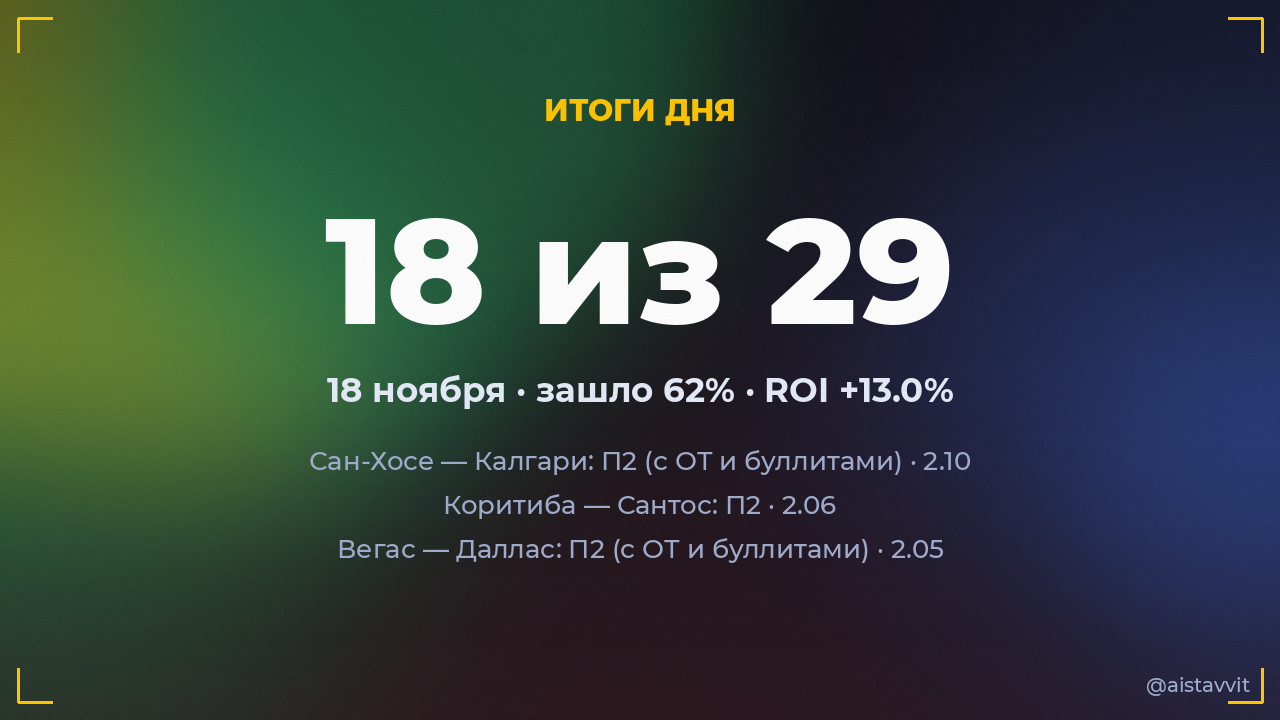 ИТОГИ ДНЯ
18 из 29
18 ноября · зашло 62% · ROI +13.0%
Сан-Хосе — Калгари: П2 (с ОТ и буллитами) · 2.10
Коритиба — Сантос: П2 · 2.06
Вегас — Даллас: П2 (с ОТ и буллитами) · 2.05
@aistavvit